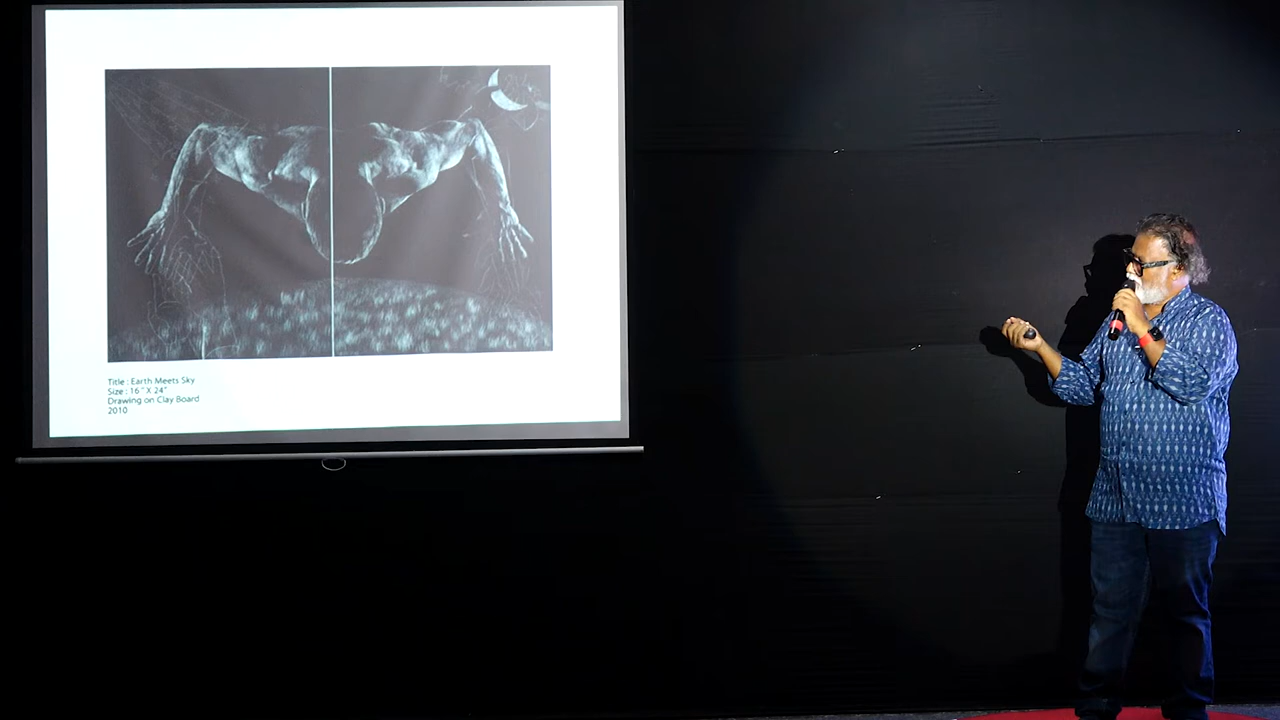 Title : Earth Meets Sky
Size : 16 " X 24"
Drawing on Clay Board
2010